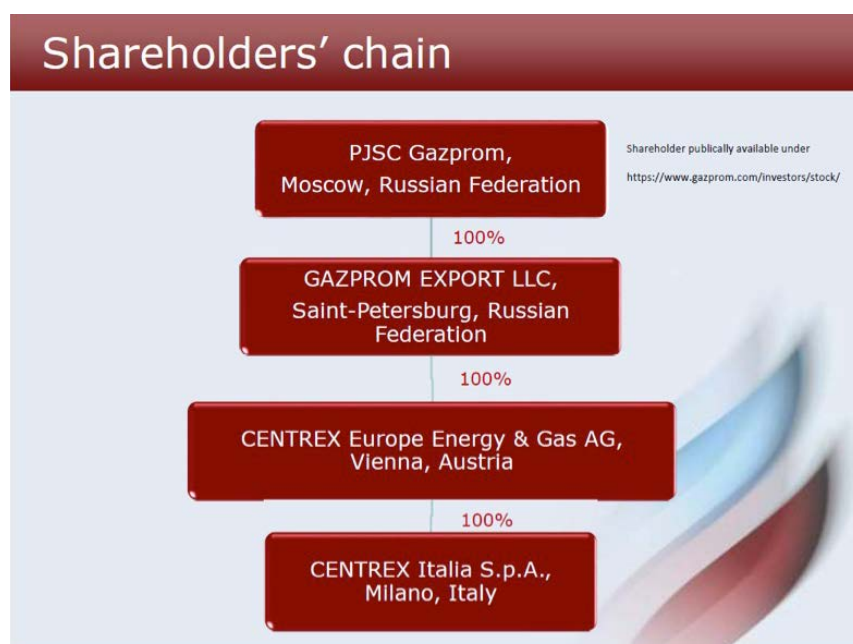 Shareholders’ chain
PJSC Gazprom,
Moscow, Russian Federation
Shareholder publically available under
https://www.gazprom.com/investors/stock/
100%
GAZPROM EXPORT LLC,
Saint-Petersburg, Russian
Federation
100%
CENTREX Europe Energy & Gas AG,
Vienna, Austria
100%
CENTREX Italia S.p.A.,
Milano, Italy